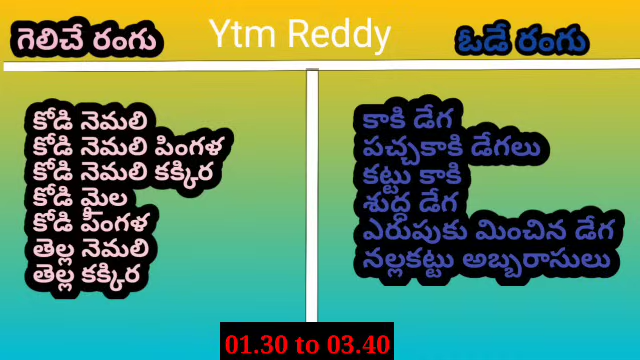 గెలిచే రంగు
Ytm Reddy
ఓడే రంగు
కోడి నెమలి
కోడి నెమలి పింగళ
కోడి నెమలి కక్కిర
కోడి మైల
కోడి పింగళ
తెల్ల నెమలి
తెల్ల కక్కిర
కాకి డేగ
పచ్చకాకి డేగలు
కట్టు కాకి
శుద్ధ డేగ
ఎరుపుకు మించిన డేగ
నల్లకట్టు అబ్బరాసులు
01.30 to 03.40